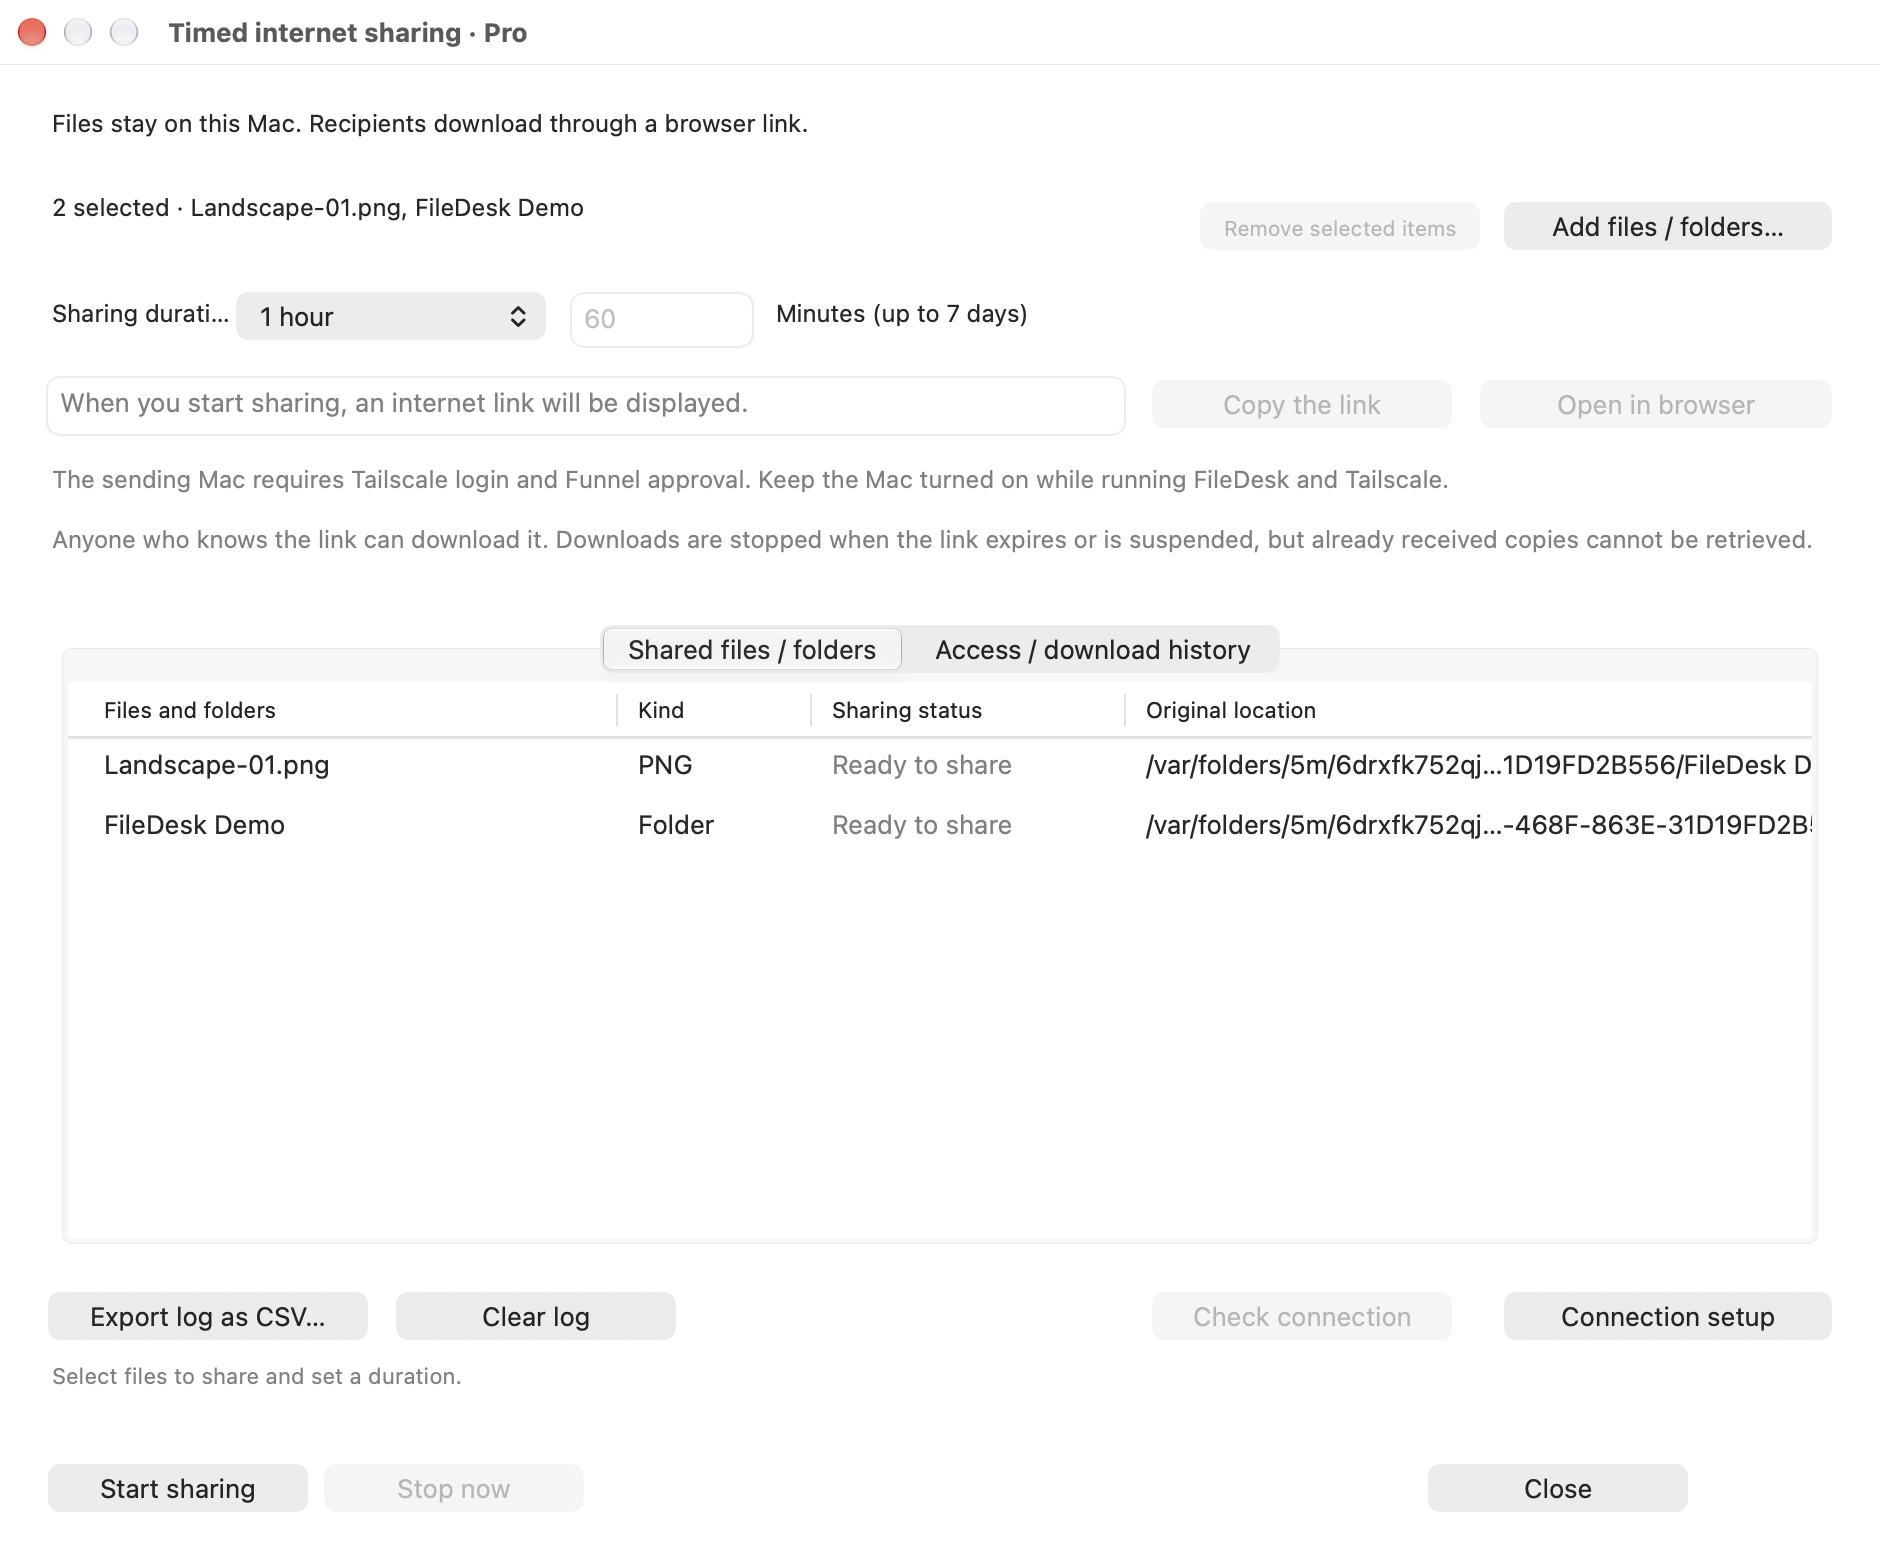 Timed internet sharing · Pro
Files stay on this Mac. Recipients download through a browser link.
2 selected · Landscape-01.png, FileDesk Demo
Remove selected items
Add files / folders...
Sharing durati...
1 hour
60
Minutes (up to 7 days)
When you start sharing, an internet link will be displayed.
Copy the link
Open in browser
The sending Mac requires Tailscale login and Funnel approval. Keep the Mac turned on while running FileDesk and Tailscale.
Anyone who knows the link can download it. Downloads are stopped when the link expires or is suspended, but already received copies cannot be retrieved.
Shared files / folders
Access / download history
Files and folders
Kind
Sharing status
Original location
Landscape-01.png
PNG
Ready to share
/var/folders/5m/6drxfk752qj...1D19FD2B556/FileDesk D
FileDesk Demo
Folder
Ready to share
/var/folders/5m/6drxfk752qj...-468F-863E-31D19FD2B5
Export log as CSV...
Clear log
Check connection
Connection setup
Select files to share and set a duration.
Start sharing
Stop now
Close